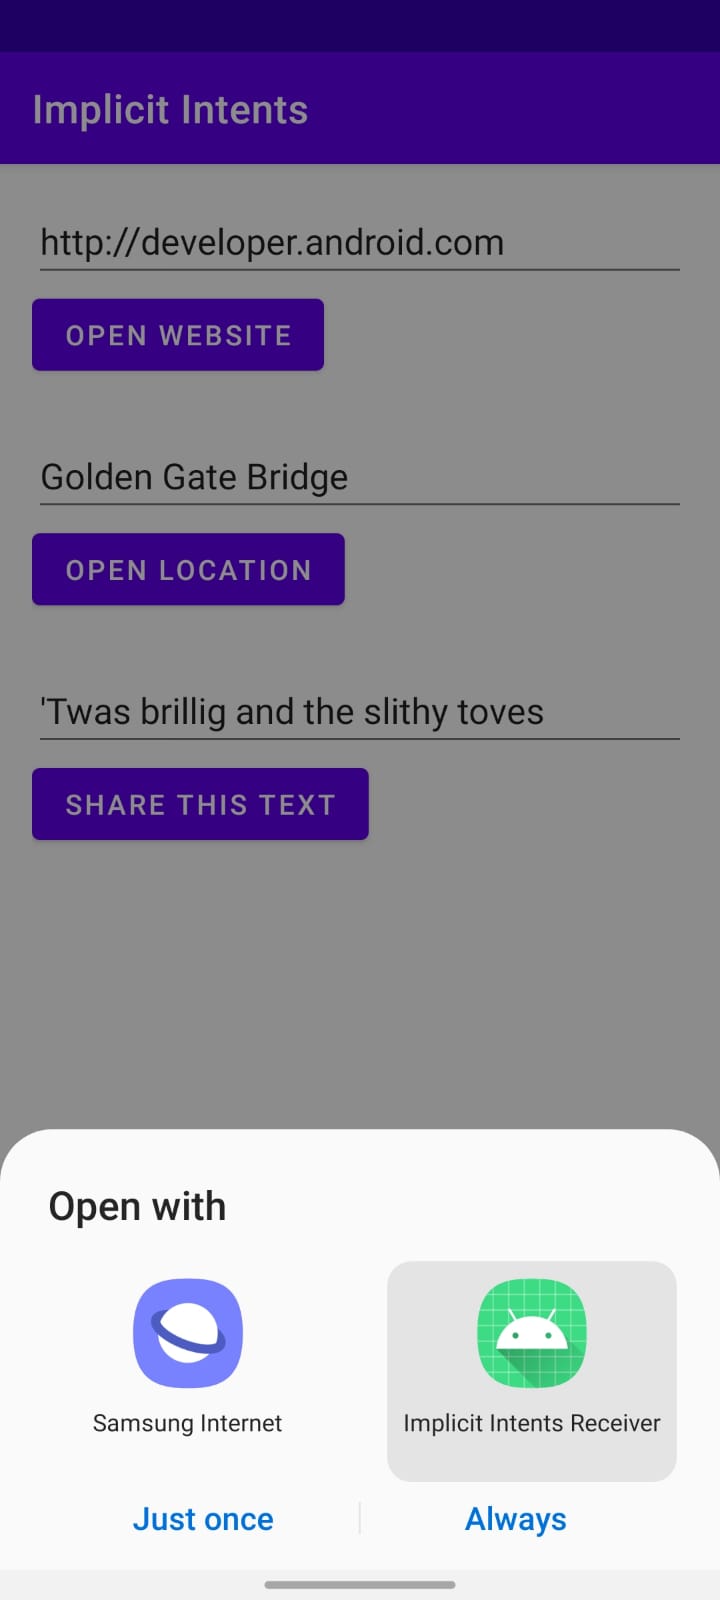 Implicit Intents
http://developer.android.com
OPEN WEBSITE
Golden Gate Bridge
OPEN LOCATION
'Twas brillig and the slithy toves
SHARE THIS TEXT
Open with
Samsung Internet
Implicit Intents Receiver
Just once
Always